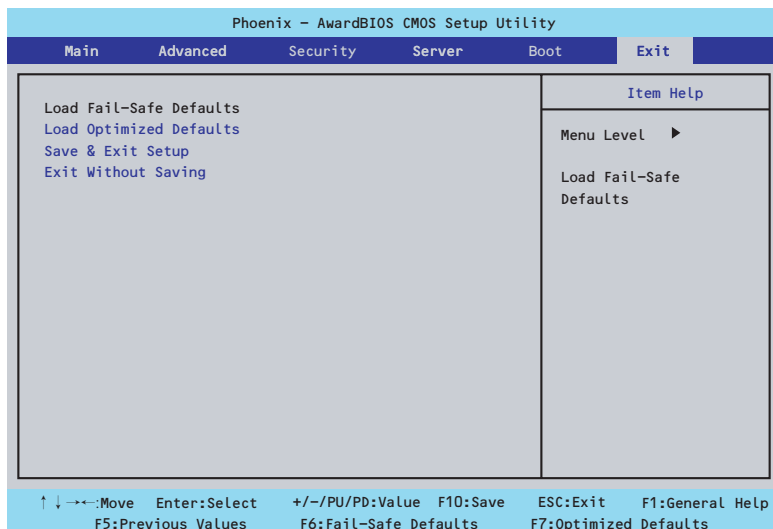 Phoenix - AwardBIOS CMOS Setup Utility
Main Advanced Security Server Boot Exit
Load Fail-Safe Defaults
Load Optimized Defaults
Save & Exit Setup
Exit Without Saving
Item Help
Menu Level ▶
Load Fail-Safe
Defaults
↑↓→←:Move Enter:Select +/-/PU/PD:Value F10:Save ESC:Exit F1:General Help
F5:Previous Values F6:Fail-Safe Defaults F7:Optimized Defaults